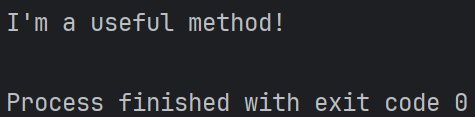 I'm a useful method!
Process finished with exit code 0